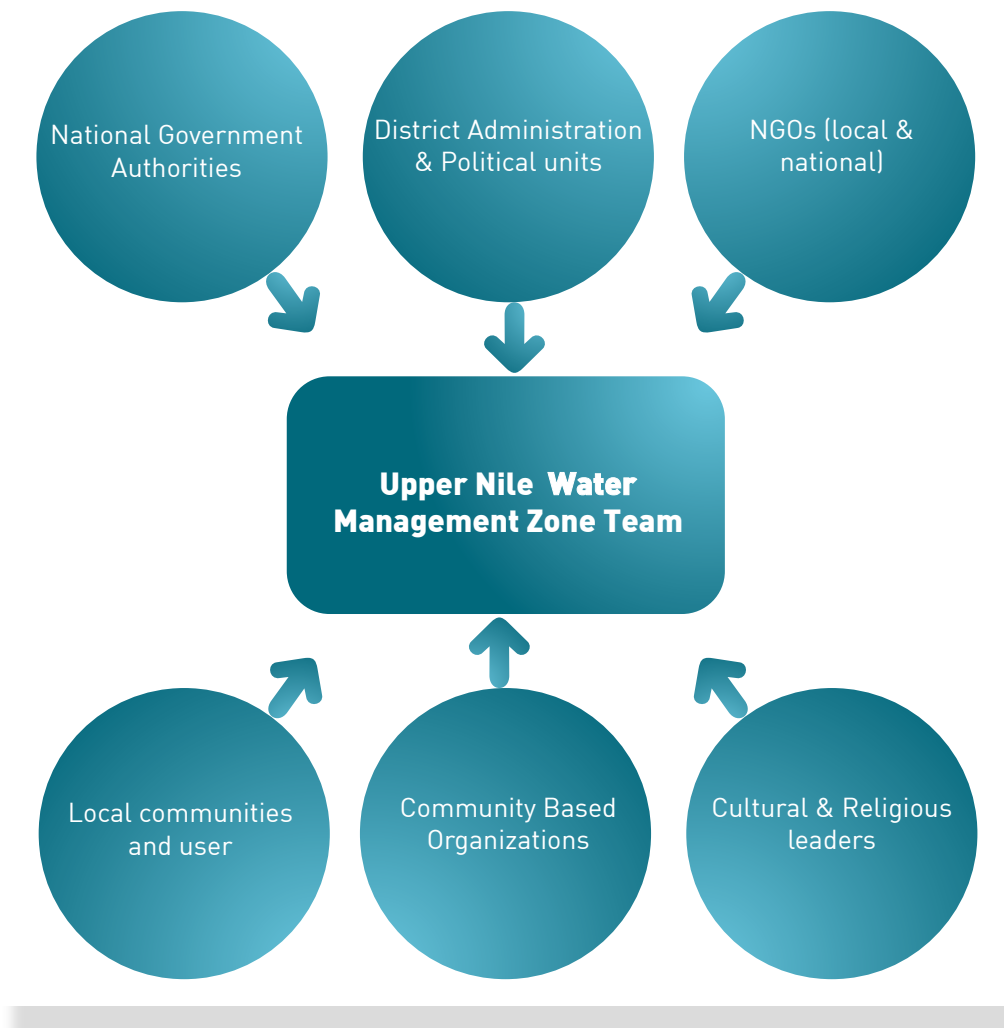 National Government
Authorities
District Administration
& Political units
NGOs (local &
national)
Upper Nile Water
Management Zone Team
Local communities
and user
Community Based
Organizations
Cultural & Religious
leaders